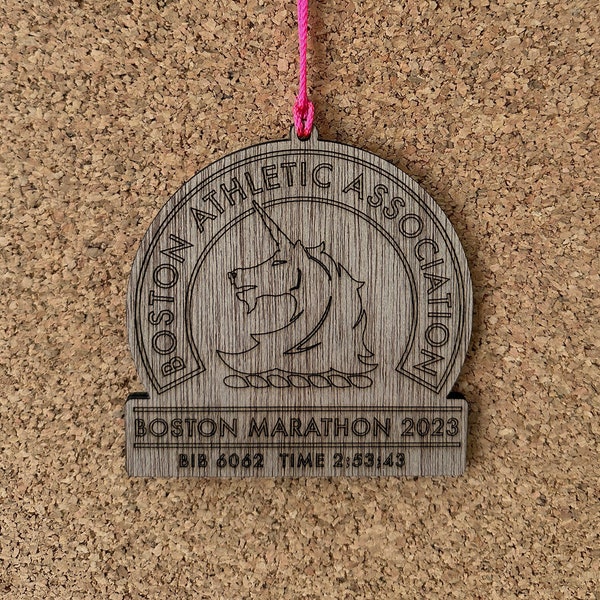 BOSTON ATHLETIC ASSOCIATION
BOSTON MARATHON 2023
BIB 6062 TIME 2;53;43